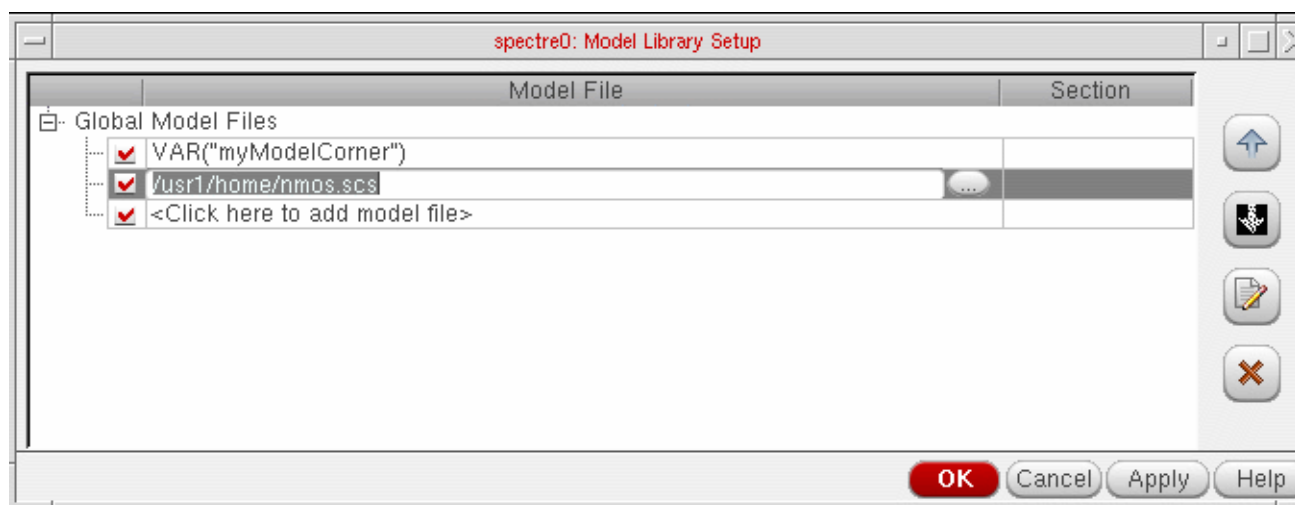 spectre0: Model Library Setup
Model File Section
Global Model Files
VAR("myModelCorner")
/usr1/home/nmos.scs ...
<Click here to add model file>
OK Cancel Apply Help